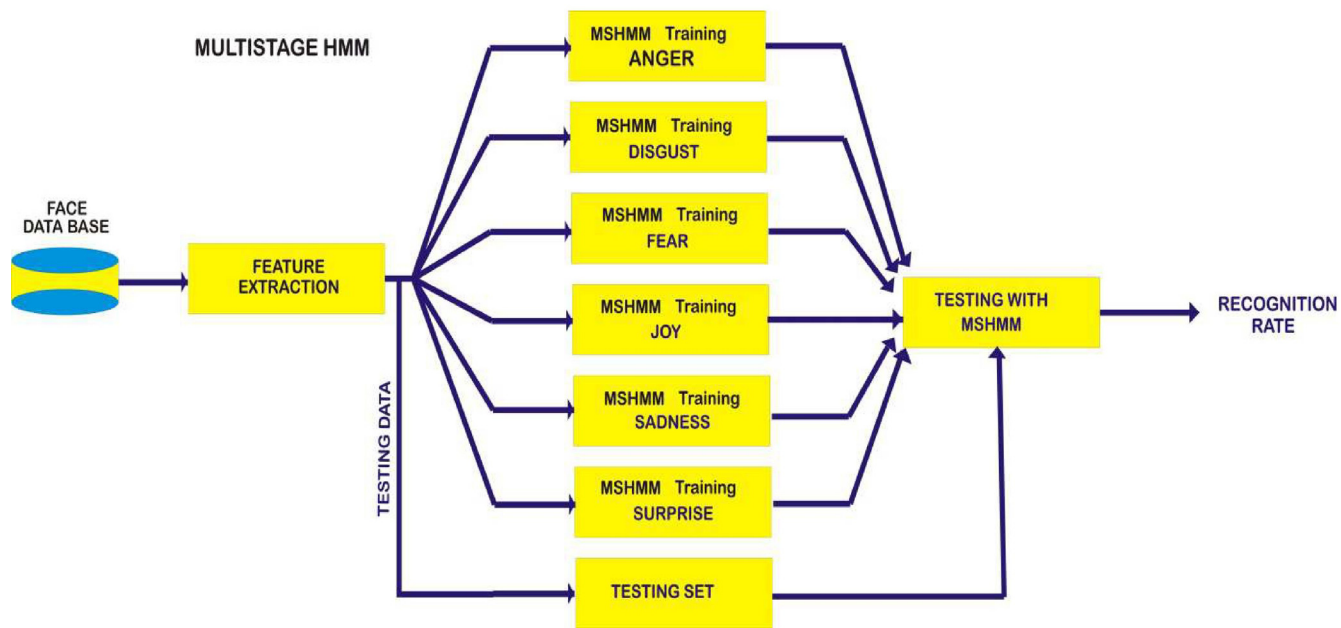 MULTISTAGE HMM
FACE
DATA BASE
FEATURE
EXTRACTION
TESTING DATA
MSHMM Training
ANGER
MSHMM Training
DISGUST
MSHMM Training
FEAR
MSHMM Training
JOY
MSHMM Training
SADNESS
MSHMM Training
SURPRISE
TESTING SET
TESTING WITH
MSHMM
RECOGNITION
RATE